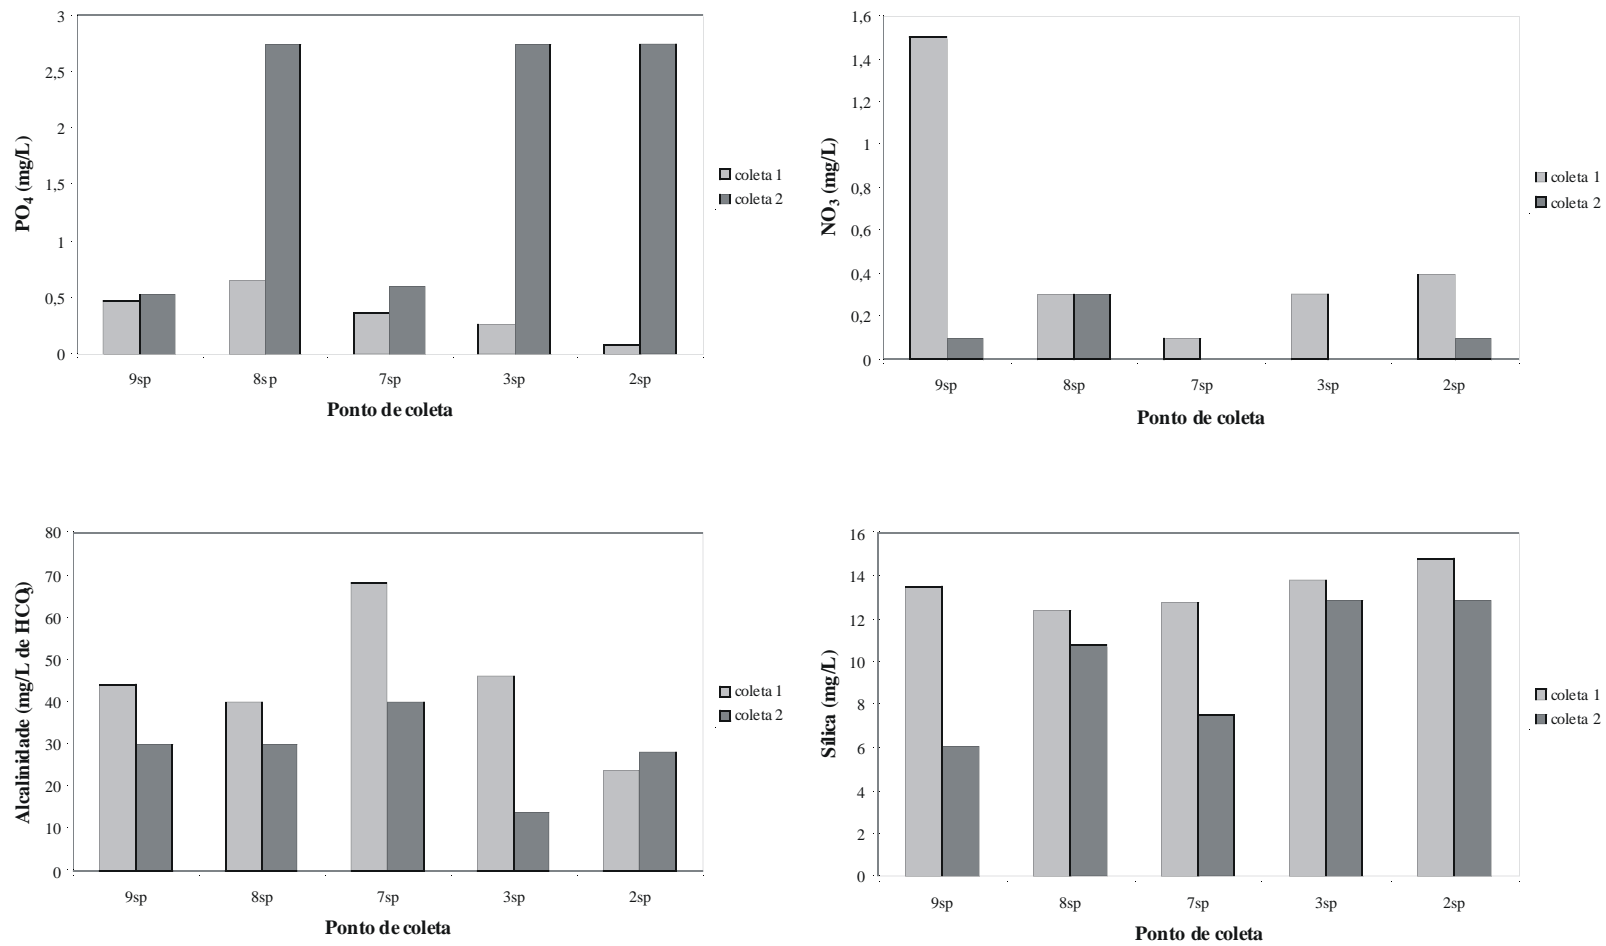 3
2,5
2
1,5
1
0,5
0
PO4 (mg/L)
9sp 8sp 7sp 3sp 2sp
Ponto de coleta
coleta 1
coleta 2
1,6
1,4
1,2
1
0,8
0,6
0,4
0,2
0
NO3 (mg/L)
9sp 8sp 7sp 3sp 2sp
Ponto de coleta
coleta 1
coleta 2
80
70
60
50
40
30
20
10
0
Alcalinidade (mg/L de HCO3)
9sp 8sp 7sp 3sp 2sp
Ponto de coleta
coleta 1
coleta 2
16
14
12
10
8
6
4
2
0
Sílica (mg/L)
9sp 8sp 7sp 3sp 2sp
Ponto de coleta
coleta 1
coleta 2